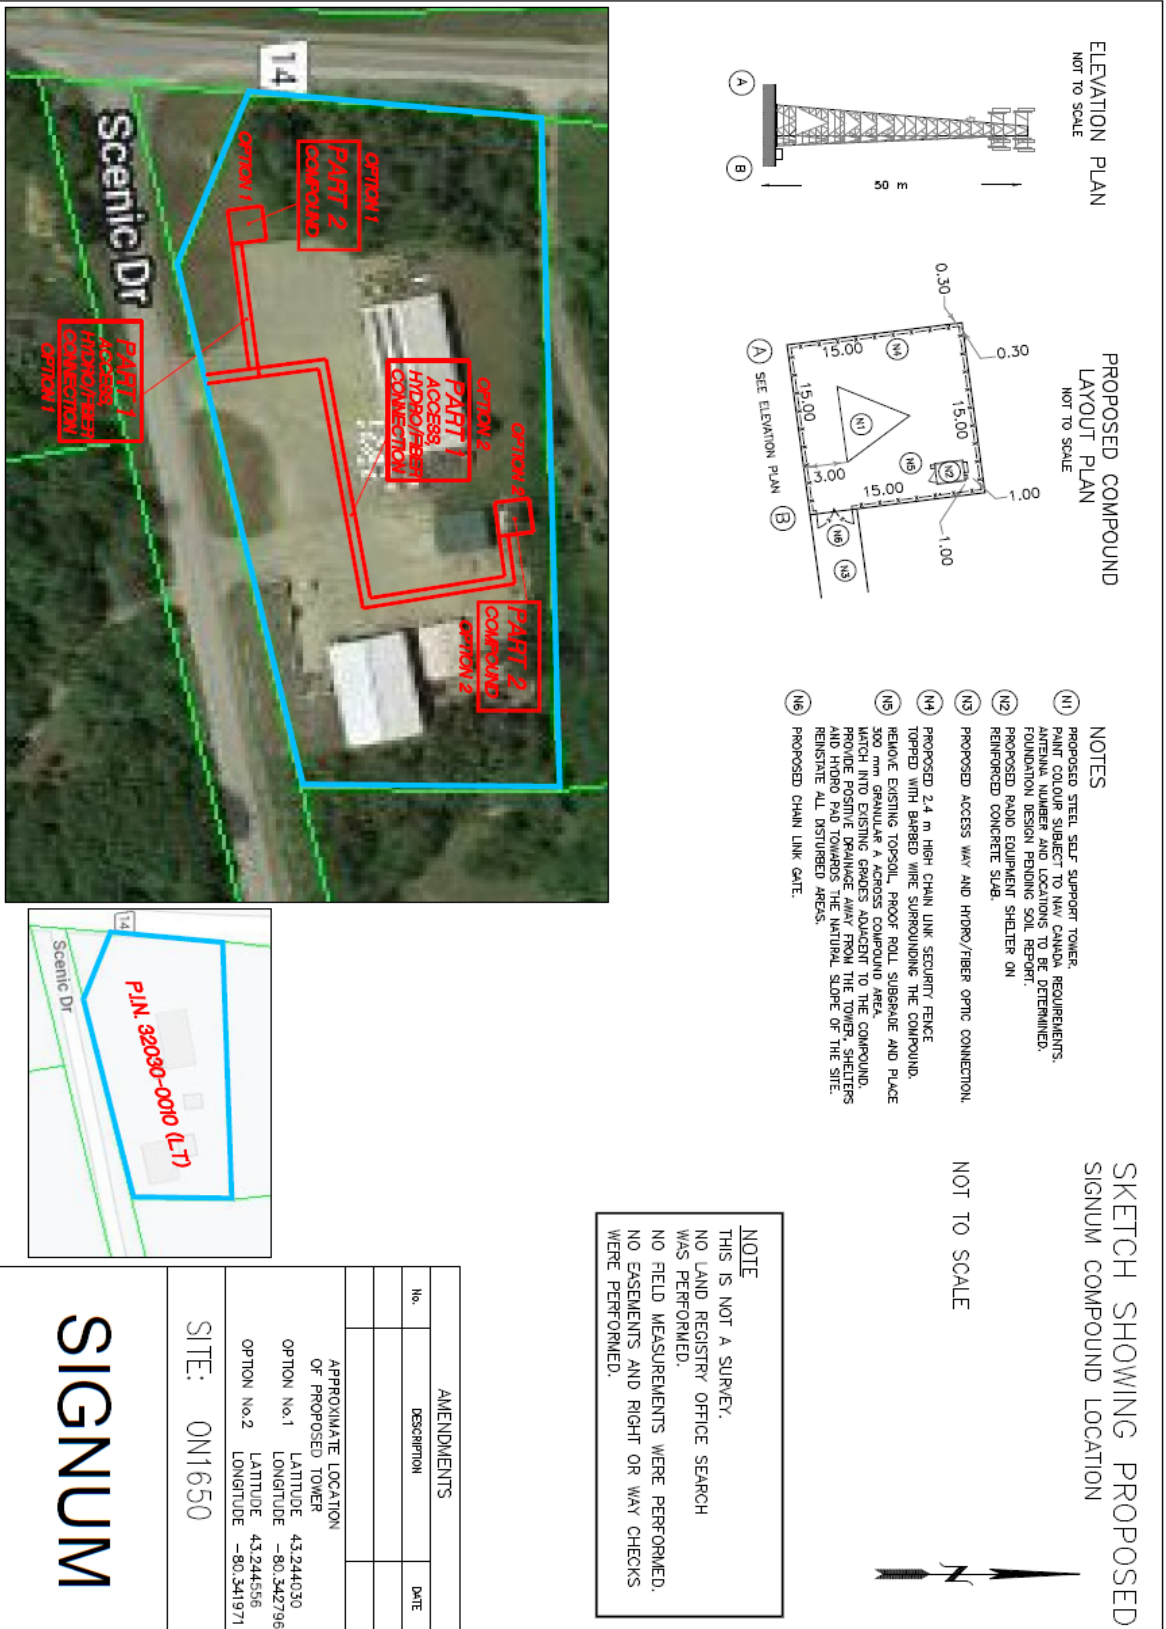 SKETCH SHOWING PROPOSED
SIGNUM COMPOUND LOCATION
NOT TO SCALE
N
ELEVATION PLAN
NOT TO SCALE
50 m
A
B
PROPOSED COMPOUND
LAYOUT PLAN
NOT TO SCALE
0.30
0.30
15.00
N4
15.00
15.00
N1
N2
N5
3.00
15.00
1.00
1.00
N6
N3
A
SEE ELEVATION PLAN
B
NOTES
N1
PROPOSED STEEL SELF SUPPORT TOWER.
PAINT COLOUR SUBJECT TO NAV CANADA REQUIREMENTS.
ANTENNA NUMBER AND LOCATIONS TO BE DETERMINED.
FOUNDATION DESIGN PENDING SOIL REPORT.
N2
PROPOSED RADIO EQUIPMENT SHELTER ON
REINFORCED CONCRETE SLAB.
N3
PROPOSED ACCESS WAY AND HYDRO/FIBER OPTIC CONNECTION.
N4
PROPOSED 2.4 m HIGH CHAIN LINK SECURITY FENCE
TOPPED WITH BARBED WIRE SURROUNDING THE COMPOUND.
N5
REMOVE EXISTING TOPSOIL, PROOF ROLL SUBGRADE AND PLACE
300 mm GRANULAR A ACROSS COMPOUND AREA.
MATCH INTO EXISTING GRADES ADJACENT TO THE COMPOUND.
PROVIDE POSITIVE DRAINAGE AWAY FROM THE TOWER, SHELTERS
AND HYDRO PAD TOWARDS THE NATURAL SLOPE OF THE SITE.
REINSTATE ALL DISTURBED AREAS.
N6
PROPOSED CHAIN LINK GATE.
NOTE
THIS IS NOT A SURVEY.
NO LAND REGISTRY OFFICE SEARCH
WAS PERFORMED.
NO FIELD MEASUREMENTS WERE PERFORMED.
NO EASEMENTS AND RIGHT OR WAY CHECKS
WERE PERFORMED.
14
Scenic Dr
OPTION 1
PART 2
COMPOUND
OPTION 1
OPTION 2
PART 1
ACCESS,
HYDRO/FIBER
CONNECTION
OPTION 2
PART 2
COMPOUND
OPTION 2
PART 1
ACCESS,
HYDRO/FIBER
CONNECTION
OPTION 1
14
Scenic Dr
P.I.N. 32030-0010 (LT)
AMENDMENTS
No. DESCRIPTION DATE
APPROXIMATE LOCATION
OF PROPOSED TOWER
OPTION No.1 LATITUDE 43.244030
LONGITUDE -80.342796
OPTION No.2 LATITUDE 43.244556
LONGITUDE -80.341971
SITE: ON1650
SIGNUM